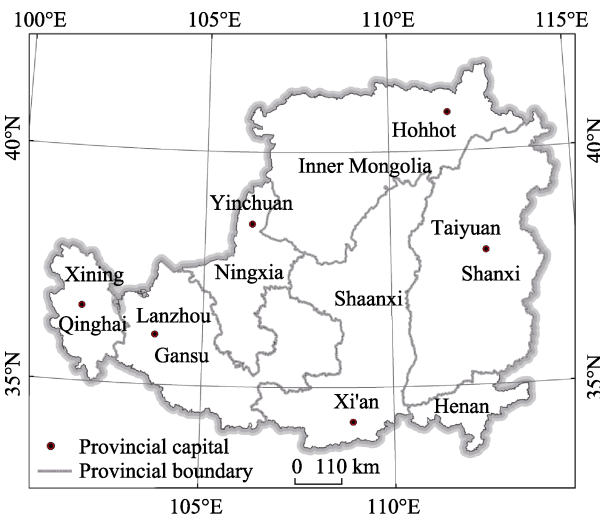 100°E 105°E 110°E 115°E
40°N
40°N
Hohhot
Inner Mongolia
Yinchuan
Taiyuan
Ningxia
Shanxi
Xining
Shaanxi
Qinghai
Lanzhou
Gansu
35°N
35°N
Xi'an
Henan
Provincial capital
Provincial boundary
0 110 km
105°E 110°E